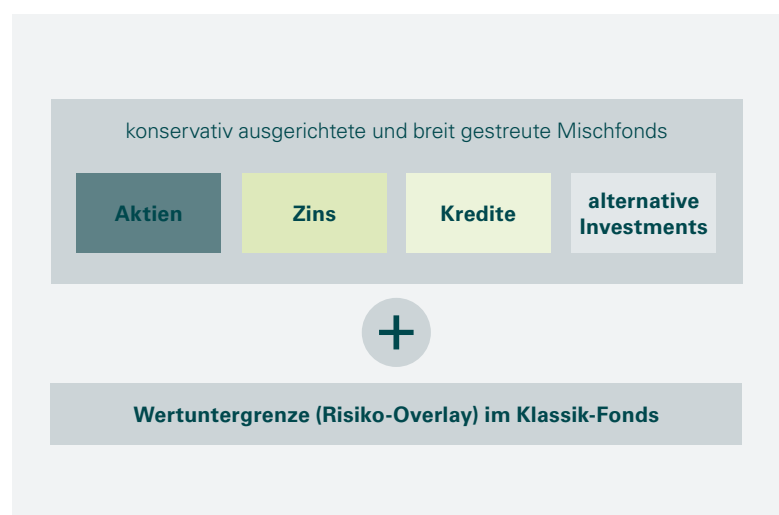 konservativ ausgerichtete und breit gestreute Mischfonds
Aktien
Zins
Kredite
alternative
Investments
+
Wertuntergrenze (Risiko-Overlay) im Klassik-Fonds